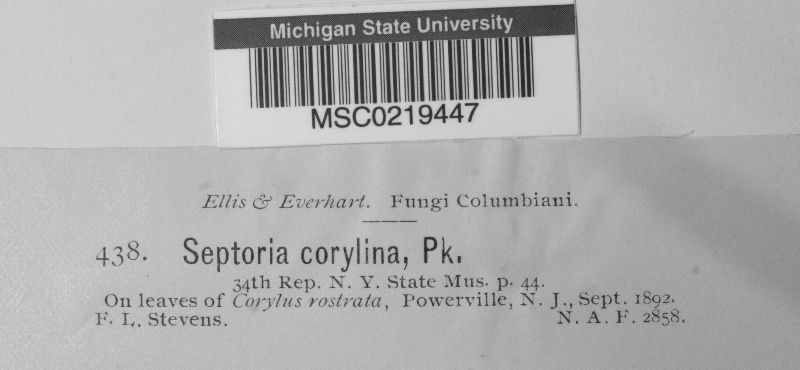 Michigan State University
MSC0219447
Ellis & Everhart. Fungi Columbiani.
438. Septoria corylina, Pk.
34th Rep. N. Y. State Mus. p. 44.
On leaves of Corylus rostrata, Powerville, N. J., Sept. 1892.
F. L. Stevens. N. A. F. 2858.